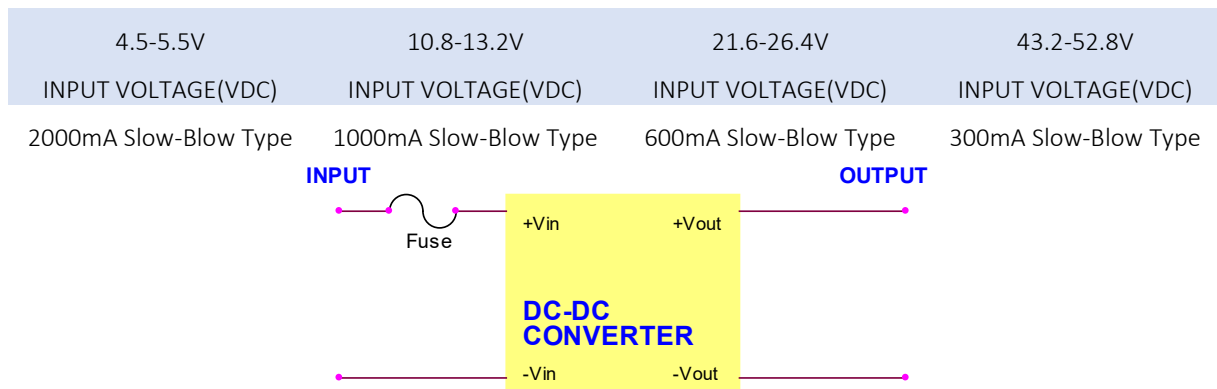 4.5-5.5V 10.8-13.2V 21.6-26.4V 43.2-52.8V
INPUT VOLTAGE(VDC) INPUT VOLTAGE(VDC) INPUT VOLTAGE(VDC) INPUT VOLTAGE(VDC)
2000mA Slow-Blow Type 1000mA Slow-Blow Type 600mA Slow-Blow Type 300mA Slow-Blow Type
INPUT OUTPUT
+Vin +Vout
Fuse
DC-DC
CONVERTER
-Vin -Vout